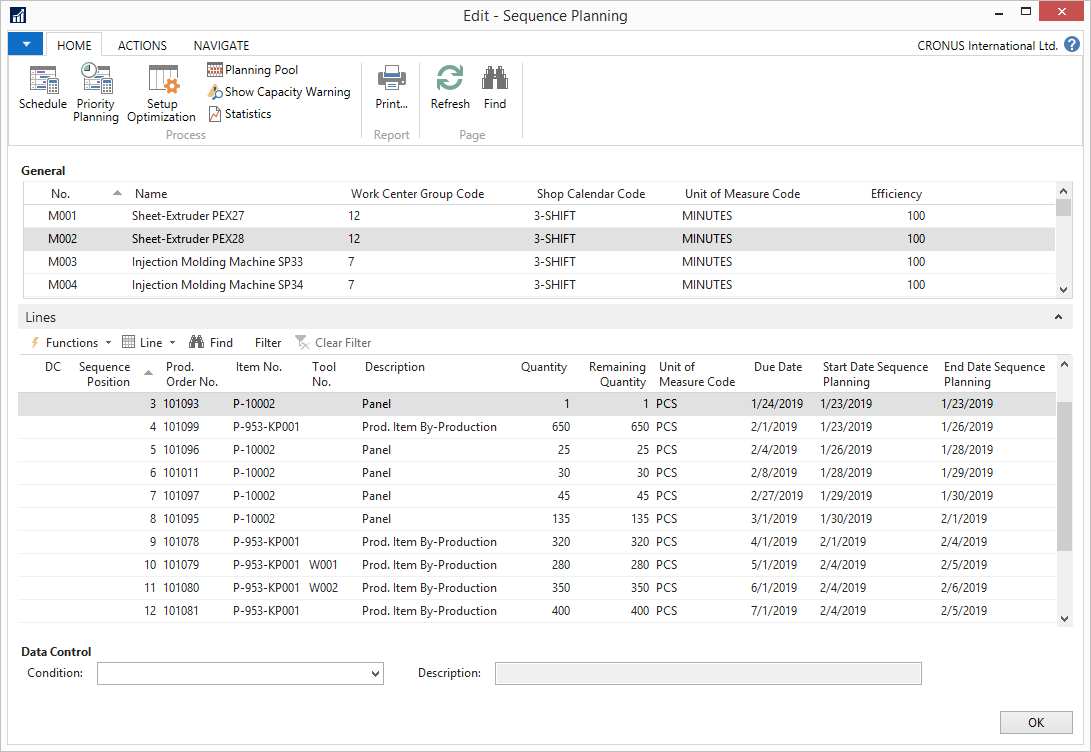 Edit - Sequence Planning
HOME ACTIONS NAVIGATE CRONUS International Ltd. ?
Schedule
Priority Planning
Setup Optimization
Planning Pool
Show Capacity Warning
Statistics
Process
Print...
Report
Refresh
Find
Page
General
No. Name Work Center Group Code Shop Calendar Code Unit of Measure Code Efficiency
M001 Sheet-Extruder PEX27 12 3-SHIFT MINUTES 100
M002 Sheet-Extruder PEX28 12 3-SHIFT MINUTES 100
M003 Injection Molding Machine SP33 7 3-SHIFT MINUTES 100
M004 Injection Molding Machine SP34 7 3-SHIFT MINUTES 100
Lines
Functions Line Find Filter Clear Filter
DC Sequence Position Prod. Order No. Item No. Tool No. Description Quantity Remaining Quantity Unit of Measure Code Due Date Start Date Sequence Planning End Date Sequence Planning
3 101093 P-10002 Panel 1 1 PCS 1/24/2019 1/23/2019 1/23/2019
4 101099 P-953-KP001 Prod. Item By-Production 650 650 PCS 2/1/2019 1/23/2019 1/26/2019
5 101096 P-10002 Panel 25 25 PCS 2/4/2019 1/26/2019 1/28/2019
6 101011 P-10002 Panel 30 30 PCS 2/8/2019 1/28/2019 1/29/2019
7 101097 P-10002 Panel 45 45 PCS 2/27/2019 1/29/2019 1/30/2019
8 101095 P-10002 Panel 135 135 PCS 3/1/2019 1/30/2019 2/1/2019
9 101078 P-953-KP001 Prod. Item By-Production 320 320 PCS 4/1/2019 2/1/2019 2/4/2019
10 101079 P-953-KP001 W001 Prod. Item By-Production 280 280 PCS 5/1/2019 2/4/2019 2/5/2019
11 101080 P-953-KP001 W002 Prod. Item By-Production 350 350 PCS 6/1/2019 2/4/2019 2/6/2019
12 101081 P-953-KP001 Prod. Item By-Production 400 400 PCS 7/1/2019 2/4/2019 2/5/2019
Data Control
Condition: Description:
OK